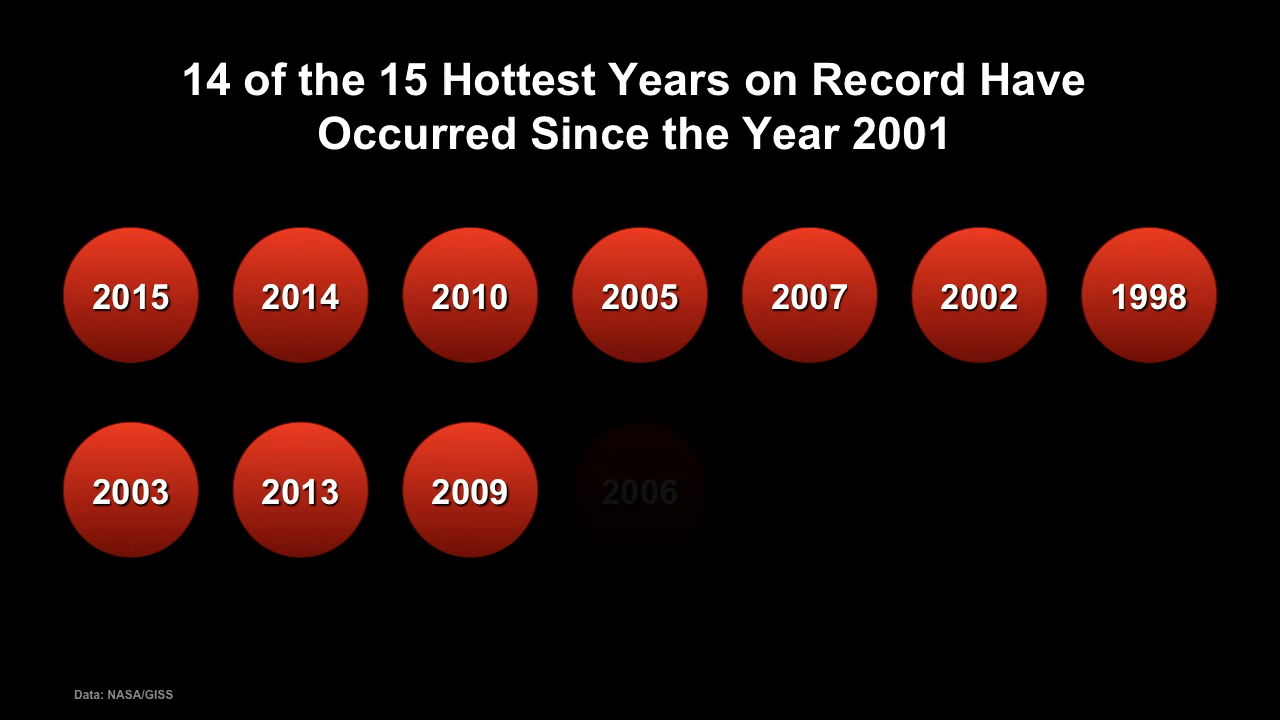 14 of the 15 Hottest Years on Record Have
Occurred Since the Year 2001
2015 2014 2010 2005 2007 2002 1998
2003 2013 2009 2006
Data: NASA/GISS